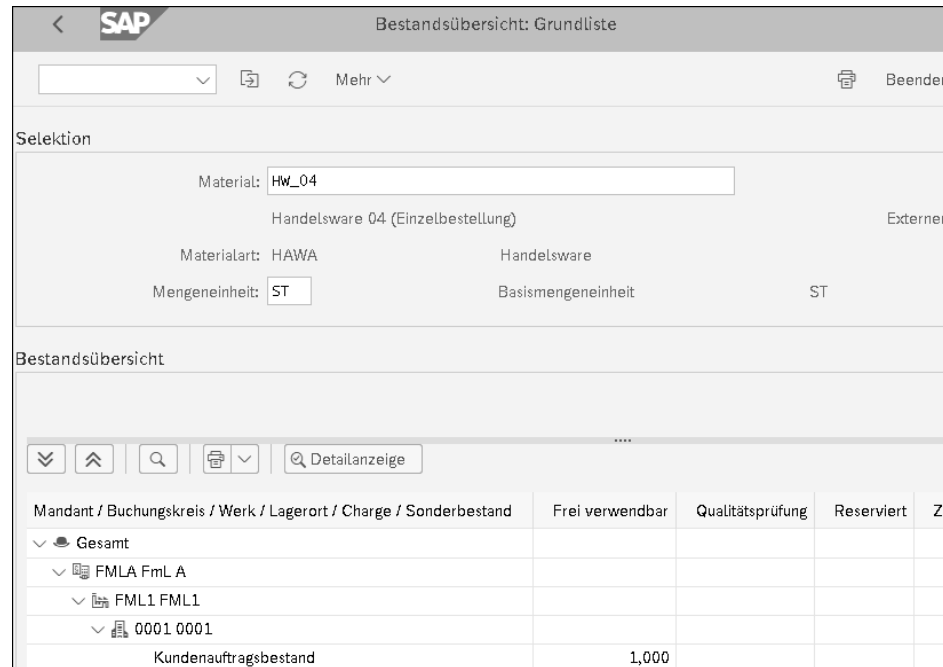 SAP Bestandsübersicht: Grundliste
Mehr Beenden
Selektion
Material: HW_04
Handelsware 04 (Einzelbestellung) Externer
Materialart: HAWA Handelsware
Mengeneinheit: ST Basismengeneinheit ST
Bestandsübersicht
Detailanzeige
Mandant / Buchungskreis / Werk / Lagerort / Charge / Sonderbestand Frei verwendbar Qualitätsprüfung Reserviert Z
Gesamt
FMLA FmL A
FML1 FML1
0001 0001
Kundenauftragsbestand 1,000